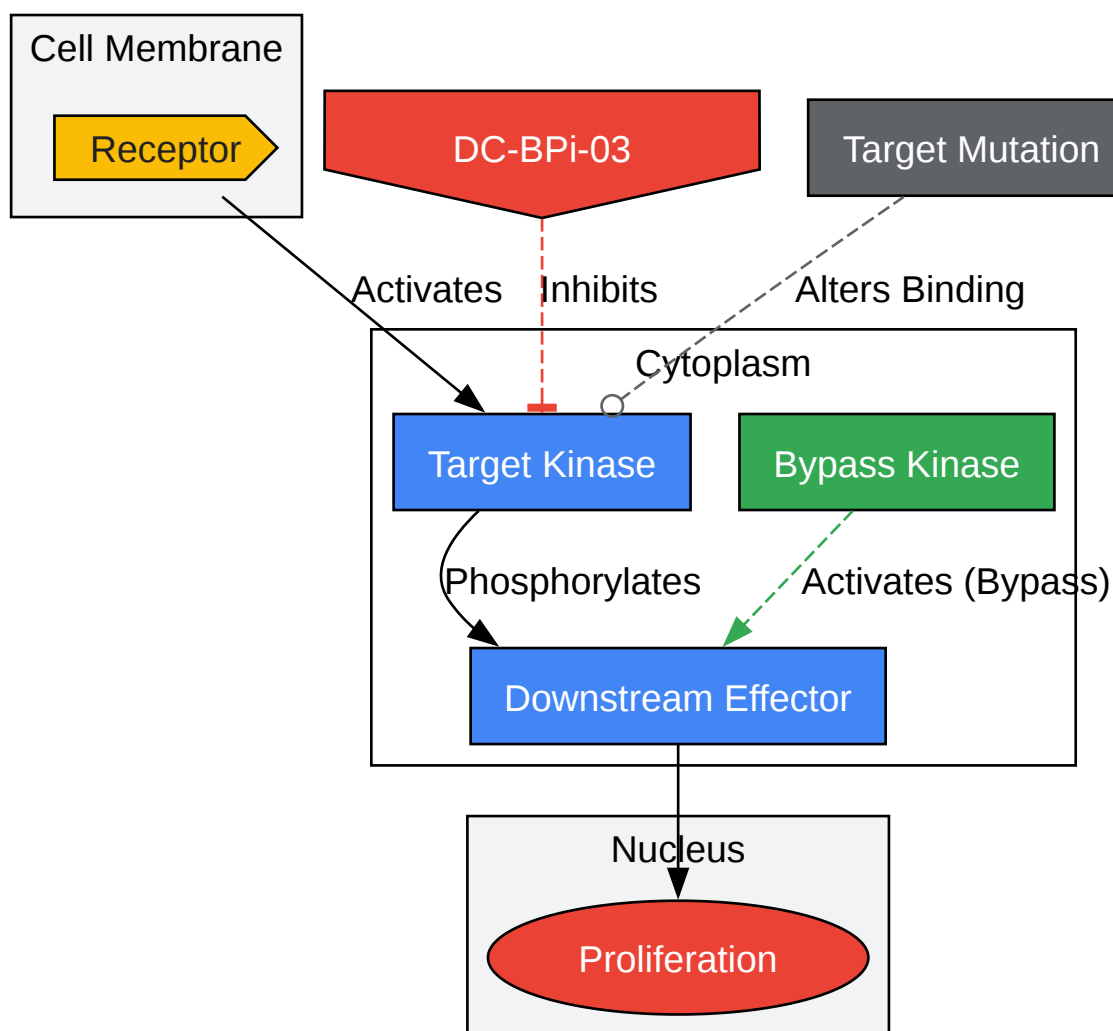 Cell Membrane
Receptor
DC-BPi-03
Target Mutation
Activates
Inhibits
Alters Binding
Cytoplasm
Target Kinase
Bypass Kinase
Phosphorylates
Activates (Bypass)
Downstream Effector
Nucleus
Proliferation